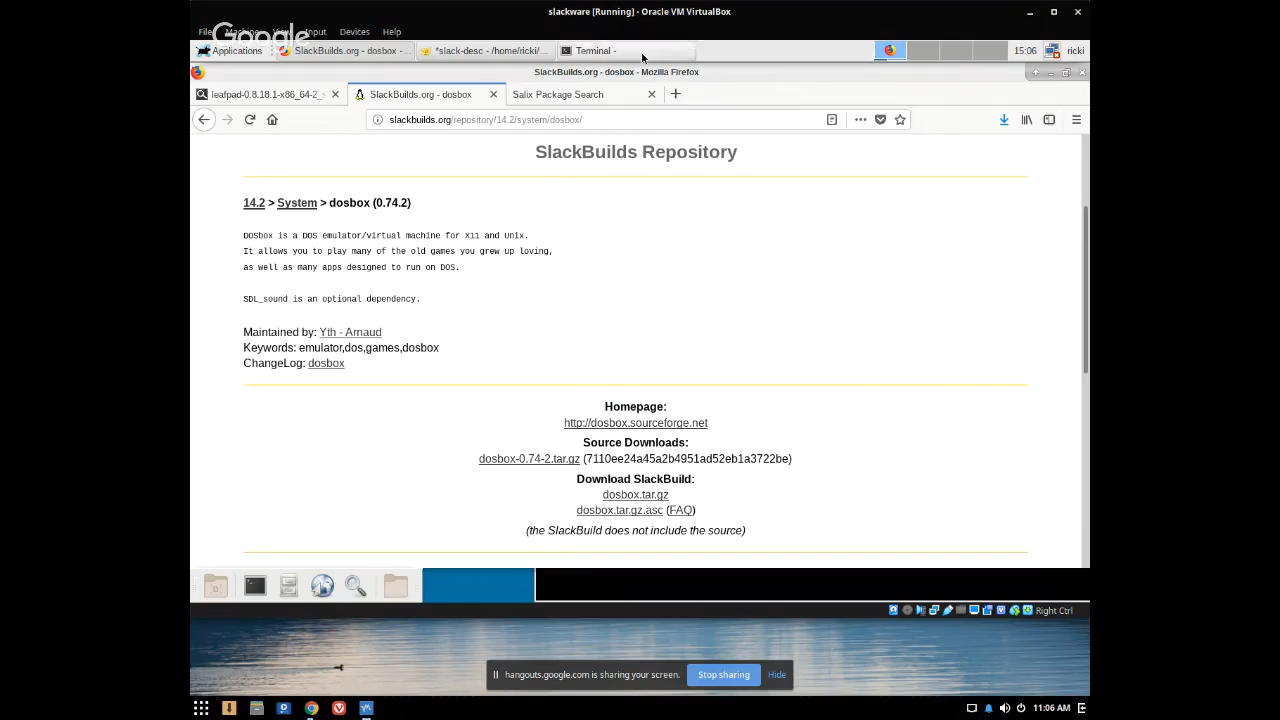 slackware [Running] - Oracle VM VirtualBox
Google
File Machine View Input Devices Help
Applications SlackBuilds.org - dosbox -... *slack-desc - /home/ricki/... Terminal - 15:06 ricki
SlackBuilds.org - dosbox - Mozilla Firefox
leafpad-0.8.18.1-x86_64-2_s SlackBuilds.org - dosbox Salix Package Search
slackbuilds.org/repository/14.2/system/dosbox/
SlackBuilds Repository
14.2 > System > dosbox (0.74.2)
DOSbox is a DOS emulator/virtual machine for X11 and Unix.
It allows you to play many of the old games you grew up loving,
as well as many apps designed to run on DOS.
SDL_sound is an optional dependency.
Maintained by: Yth - Arnaud
Keywords: emulator,dos,games,dosbox
ChangeLog: dosbox
Homepage:
http://dosbox.sourceforge.net
Source Downloads:
dosbox-0.74-2.tar.gz (7110ee24a45a2b4951ad52eb1a3722be)
Download SlackBuild:
dosbox.tar.gz
dosbox.tar.gz.asc (FAQ)
(the SlackBuild does not include the source)
Right Ctrl
hangouts.google.com is sharing your screen. Stop sharing Hide
11:06 AM